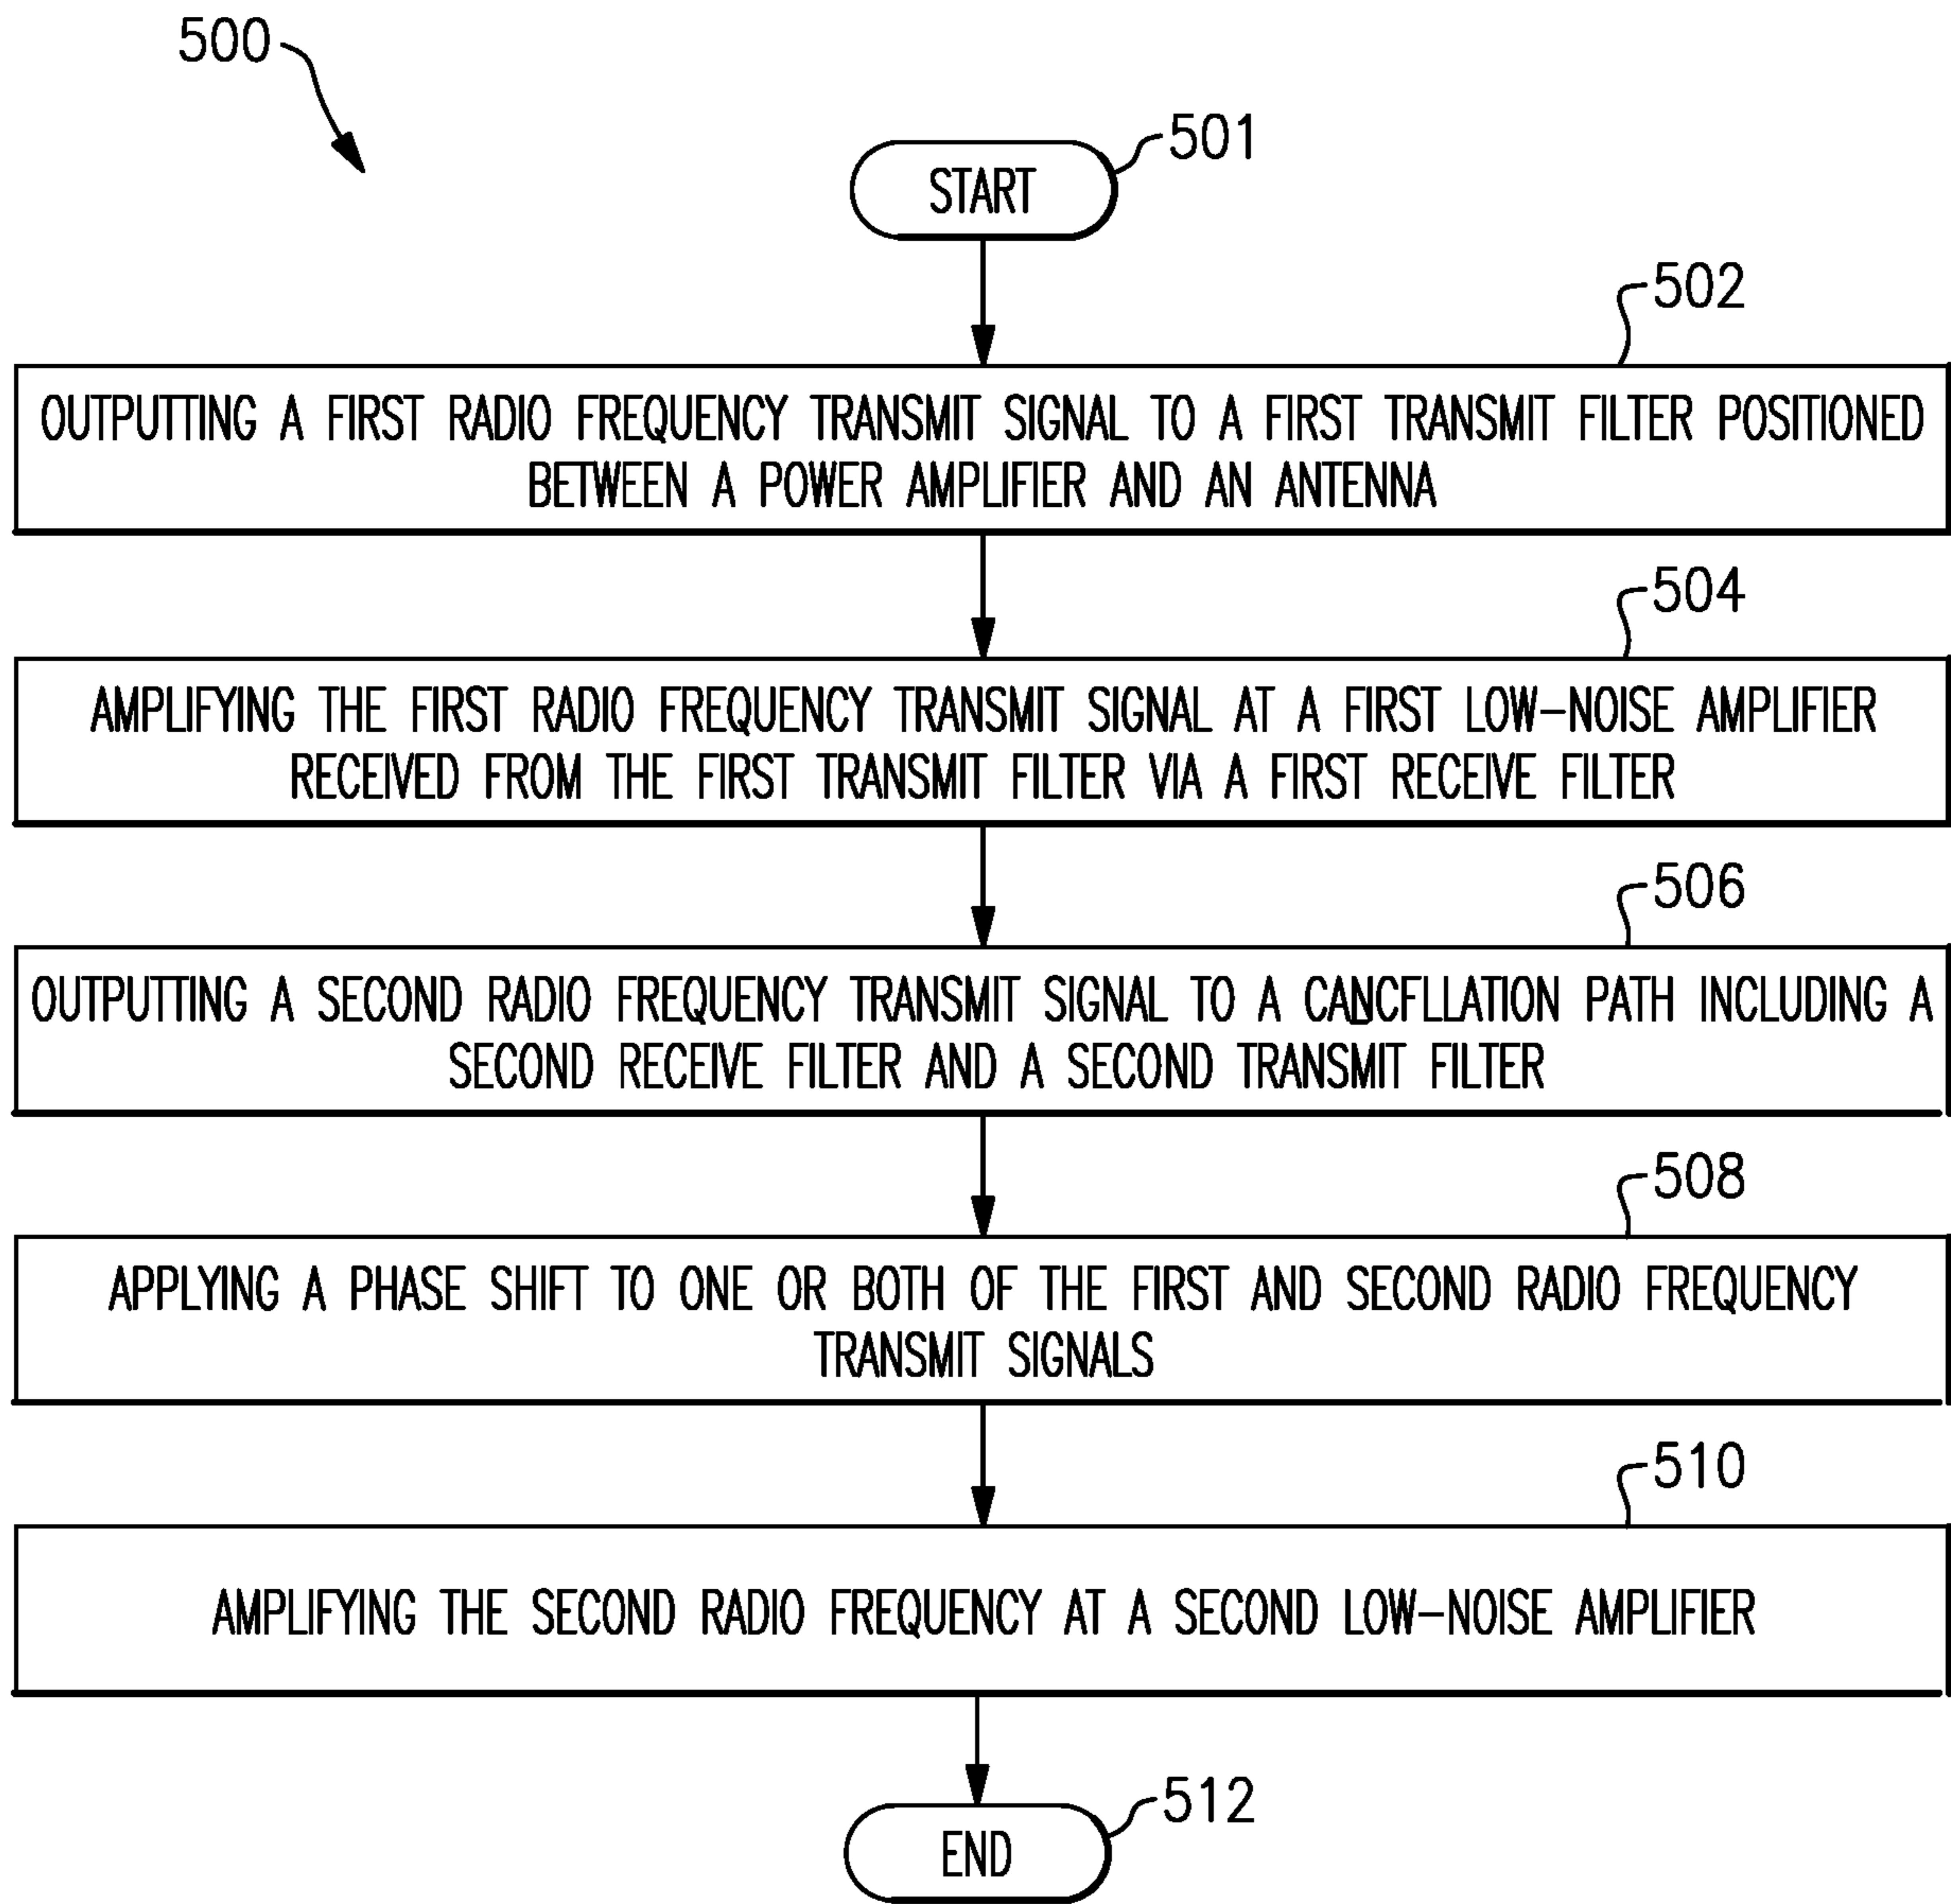 500
501
START
502
OUTPUTTING A FIRST RADIO FREQUENCY TRANSMIT SIGNAL TO A FIRST TRANSMIT FILTER POSITIONED
BETWEEN A POWER AMPLIFIER AND AN ANTENNA
504
AMPLIFYING THE FIRST RADIO FREQUENCY TRANSMIT SIGNAL AT A FIRST LOW-NOISE AMPLIFIER
RECEIVED FROM THE FIRST TRANSMIT FILTER VIA A FIRST RECEIVE FILTER
506
OUTPUTTING A SECOND RADIO FREQUENCY TRANSMIT SIGNAL TO A CANCFLLATION PATH INCLUDING A
SECOND RECEIVE FILTER AND A SECOND TRANSMIT FILTER
508
APPLYING A PHASE SHIFT TO ONE OR BOTH OF THE FIRST AND SECOND RADIO FREQUENCY
TRANSMIT SIGNALS
510
AMPLIFYING THE SECOND RADIO FREQUENCY AT A SECOND LOW-NOISE AMPLIFIER
512
END